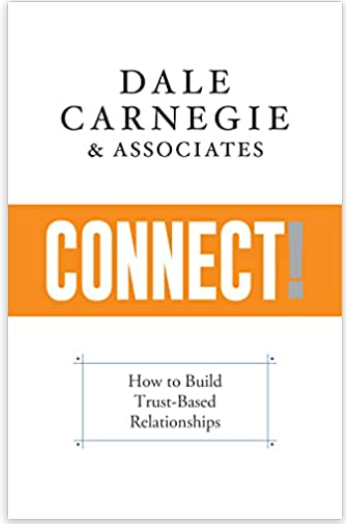 DALE
CARNEGIE
& ASSOCIATES
CONNECT!
How to Build
Trust-Based
Relationships